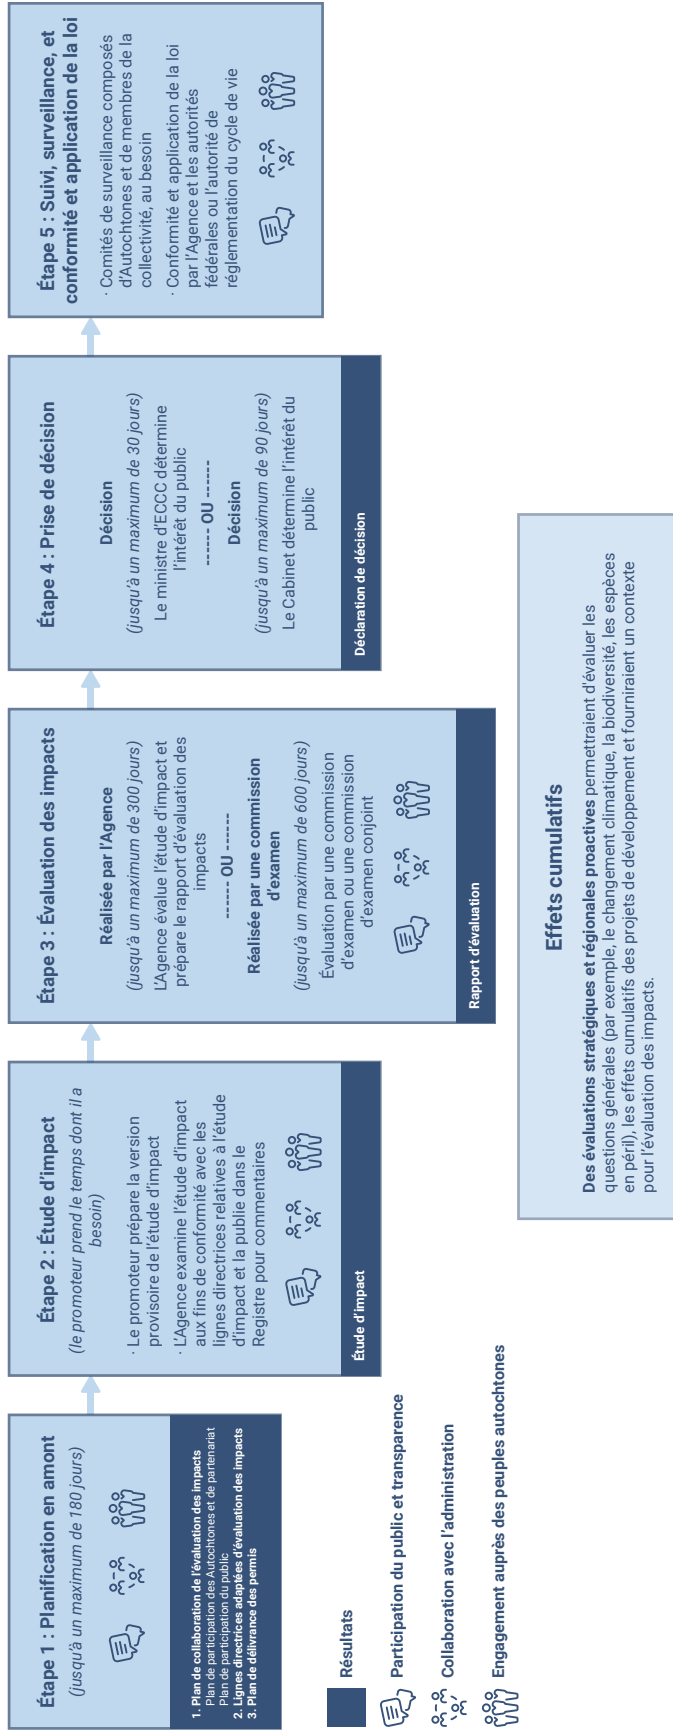 Étape 1 : Planification en amont
(jusqu'à un maximum de 180 jours)
1. Plan de collaboration de l'évaluation des impacts
Plan de participation des Autochtones et de partenariat
Plan de participation du public
2. Lignes directrices adaptées d'évaluation des impacts
3. Plan de délivrance des permis
Étape 2 : Étude d'impact
(le promoteur prend le temps dont il a
besoin)
· Le promoteur prépare la version
provisoire de l'étude d'impact
· L'Agence examine l'étude d'impact
aux fins de conformité avec les
lignes directrices relatives à l'étude
d'impact et la publie dans le
Registre pour commentaires
Étude d'impact
Étape 3 : Évaluation des impacts
Réalisée par l'Agence
(jusqu'à un maximum de 300 jours)
L'Agence évalue l'étude d'impact et
prépare le rapport d'évaluation des
impacts
------ OU ------
Réalisée par une commission
d'examen
(jusqu'à un maximum de 600 jours)
Évaluation par une commission
d'examen ou une commission
d'examen conjoint
Rapport d'évaluation
Étape 4 : Prise de décision
Décision
(jusqu'à un maximum de 30 jours)
Le ministre d'ECCC détermine
l'intérêt du public
------ OU ------
Décision
(jusqu'à un maximum de 90 jours)
Le Cabinet détermine l'intérêt du
public
Déclaration de décision
Étape 5 : Suivi, surveillance, et
conformité et application de la loi
· Comités de surveillance composés
d'Autochtones et de membres de la
collectivité, au besoin
· Conformité et application de la loi
par l'Agence et les autorités
fédérales ou l'autorité de
réglementation du cycle de vie
Résultats
Participation du public et transparence
Collaboration avec l'administration
Engagement auprès des peuples autochtones
Effets cumulatifs
Des évaluations stratégiques et régionales proactives permettraient d'évaluer les
questions générales (par exemple, le changement climatique, la biodiversité, les espèces
en péril), les effets cumulatifs des projets de développement et fourniraient un contexte
pour l'évaluation des impacts.